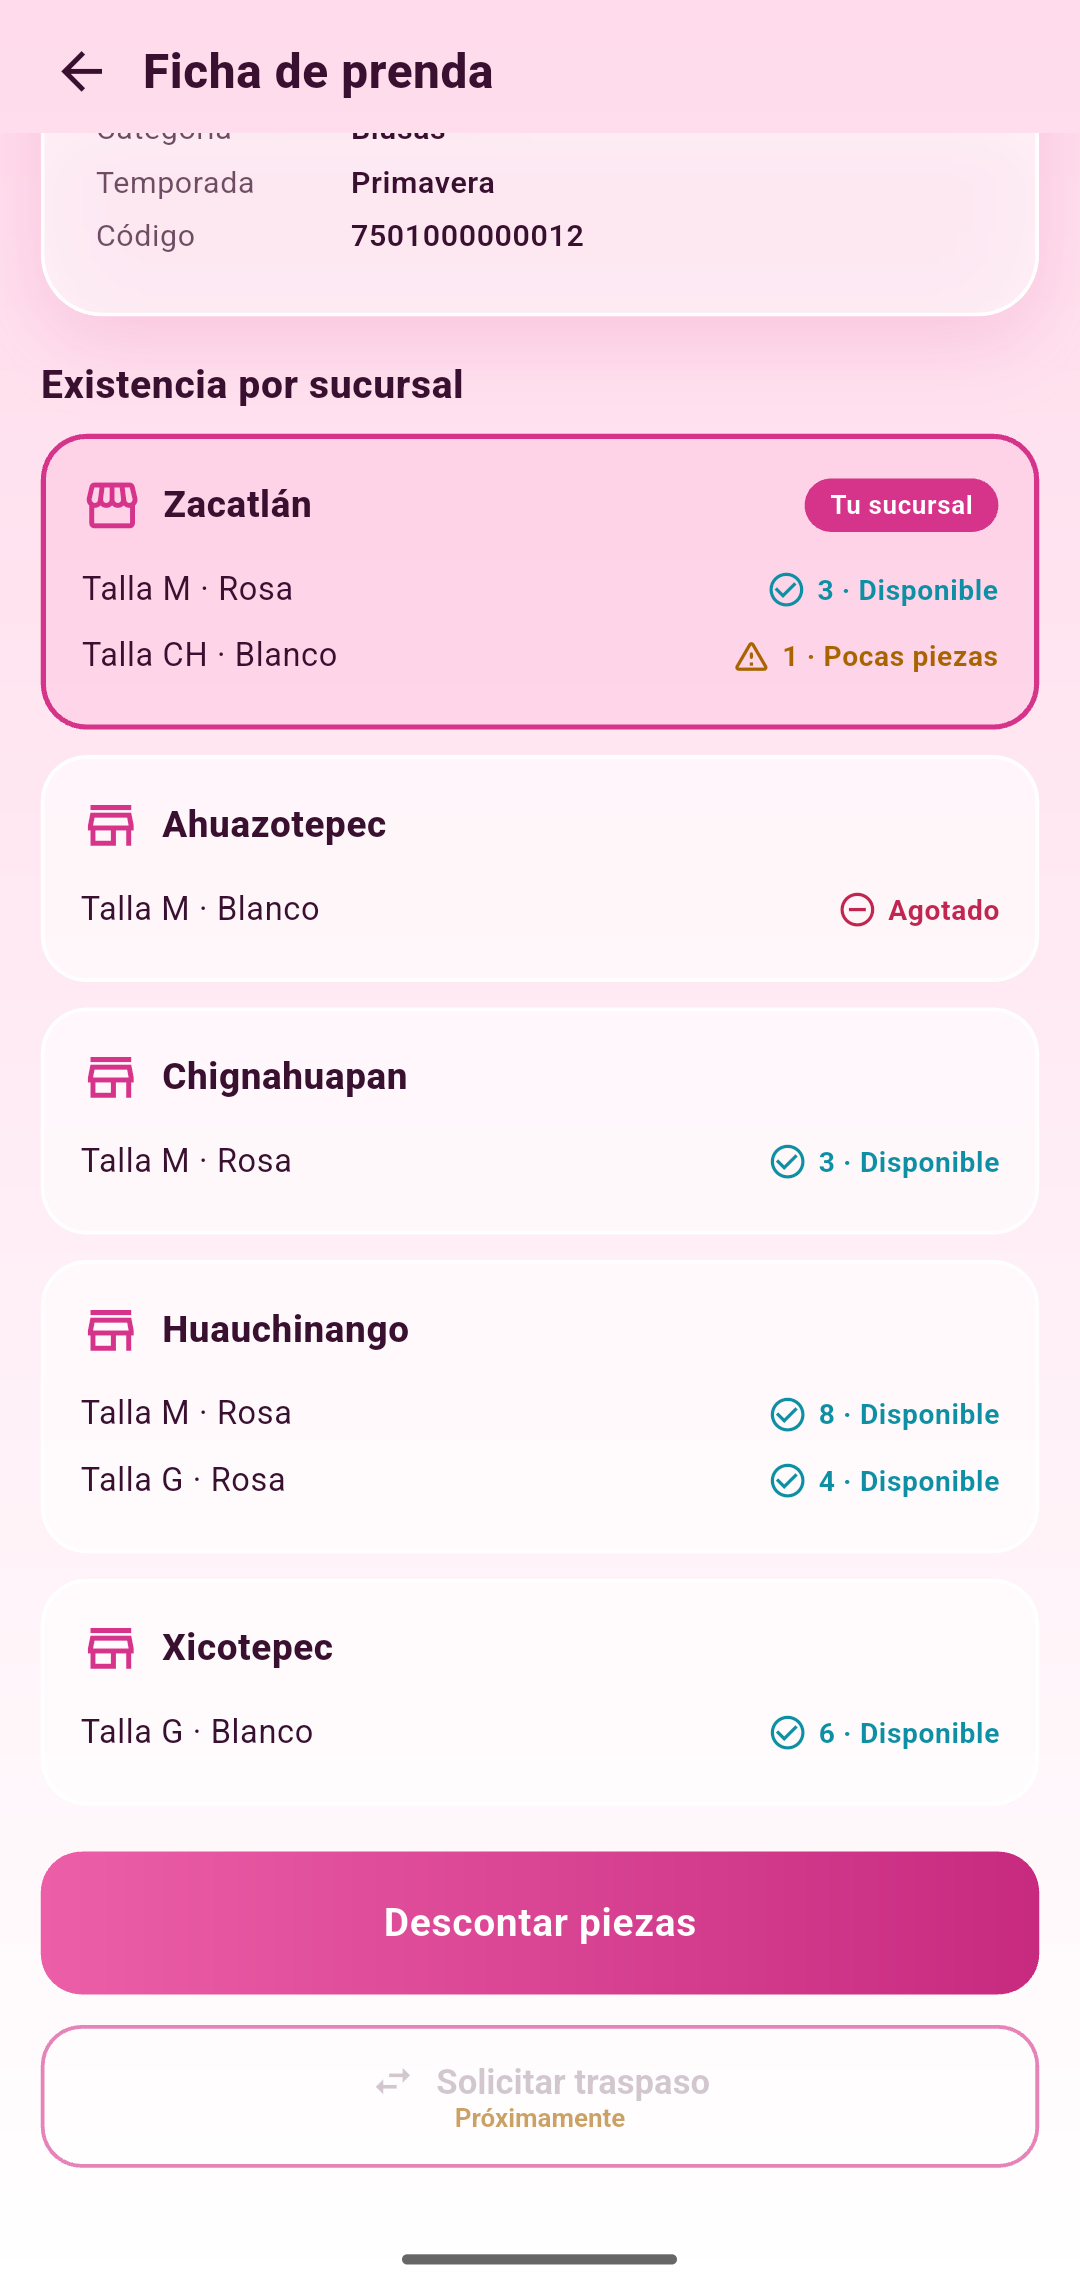 Ficha de prenda
Categoría Blusas
Temporada Primavera
Código 7501000000012
Existencia por sucursal
Zacatlán Tu sucursal
Talla M · Rosa 3 · Disponible
Talla CH · Blanco 1 · Pocas piezas
Ahuazotepec
Talla M · Blanco Agotado
Chignahuapan
Talla M · Rosa 3 · Disponible
Huauchinango
Talla M · Rosa 8 · Disponible
Talla G · Rosa 4 · Disponible
Xicotepec
Talla G · Blanco 6 · Disponible
Descontar piezas
Solicitar traspaso
Próximamente